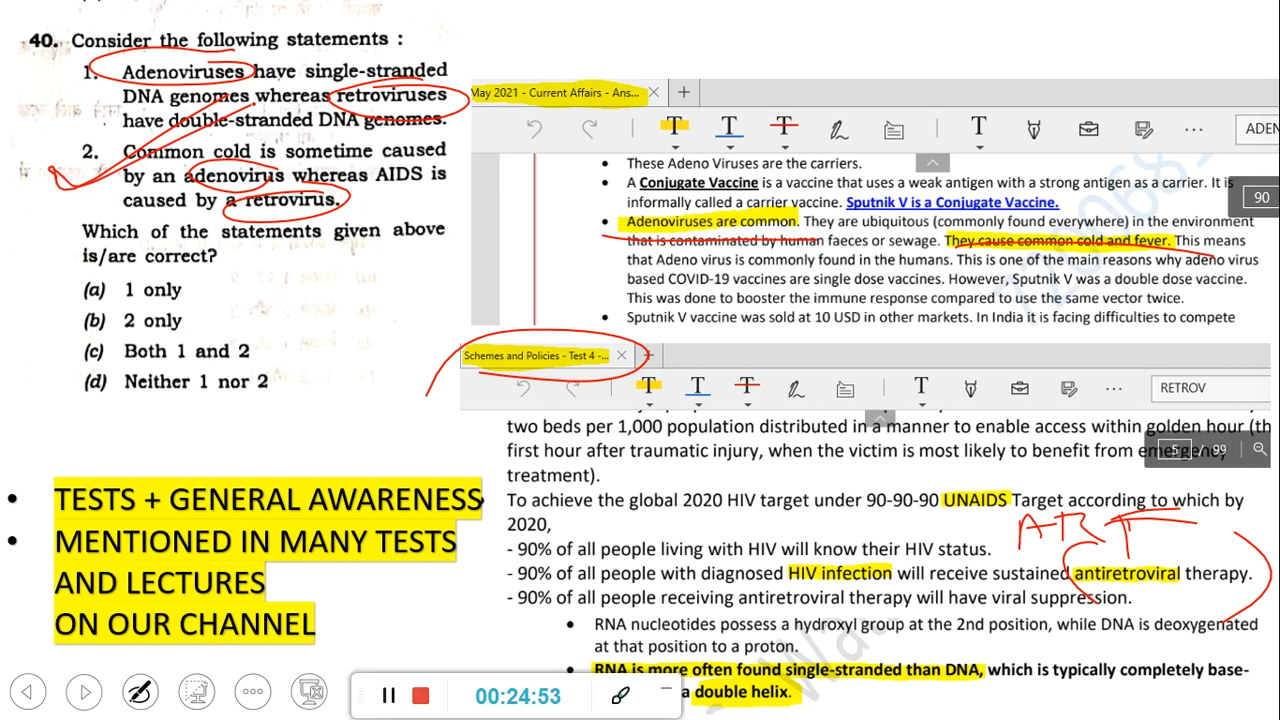 40. Consider the following statements :
1. Adenoviruses have single-stranded
DNA genomes whereas retroviruses
have double-stranded DNA genomes.
2. Common cold is sometime caused
by an adenovirus whereas AIDS is
caused by a retrovirus.
Which of the statements given above
is/are correct?
(a) 1 only
(b) 2 only
(c) Both 1 and 2
(d) Neither 1 nor 2
• TESTS + GENERAL AWARENESS
• MENTIONED IN MANY TESTS
AND LECTURES
ON OUR CHANNEL
May 2021 - Current Affairs - Ans...
ADEN
90
• These Adeno Viruses are the carriers.
• A Conjugate Vaccine is a vaccine that uses a weak antigen with a strong antigen as a carrier. It is
informally called a carrier vaccine. Sputnik V is a Conjugate Vaccine.
• Adenoviruses are common. They are ubiquitous (commonly found everywhere) in the environment
that is contaminated by human faeces or sewage. They cause common cold and fever. This means
that Adeno virus is commonly found in the humans. This is one of the main reasons why adeno virus
based COVID-19 vaccines are single dose vaccines. However, Sputnik V was a double dose vaccine.
This was done to booster the immune response compared to use the same vector twice.
• Sputnik V vaccine was sold at 10 USD in other markets. In India it is facing difficulties to compete
Schemes and Policies - Test 4 -...
RETROV
5 / 99
two beds per 1,000 population distributed in a manner to enable access within golden hour (th
first hour after traumatic injury, when the victim is most likely to benefit from emergency
treatment).
To achieve the global 2020 HIV target under 90-90-90 UNAIDS Target according to which by
2020,
ART
- 90% of all people living with HIV will know their HIV status.
- 90% of all people with diagnosed HIV infection will receive sustained antiretroviral therapy.
- 90% of all people receiving antiretroviral therapy will have viral suppression.
• RNA nucleotides possess a hydroxyl group at the 2nd position, while DNA is deoxygenated
at that position to a proton.
• RNA is more often found single-stranded than DNA, which is typically completely base-
a double helix.
00:24:53